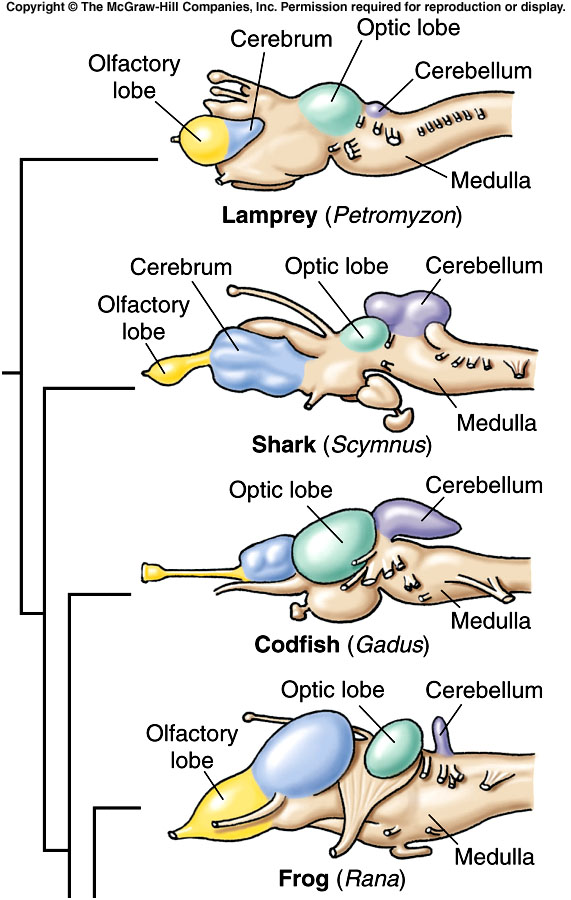 Copyright © The McGraw-Hill Companies, Inc. Permission required for reproduction or display.
Optic lobe
Cerebrum
Olfactory
lobe
Cerebellum
Medulla
Lamprey (Petromyzon)
Cerebrum
Optic lobe
Cerebellum
Olfactory
lobe
Medulla
Shark (Scymnus)
Optic lobe
Cerebellum
Medulla
Codfish (Gadus)
Optic lobe
Cerebellum
Olfactory
lobe
Medulla
Frog (Rana)